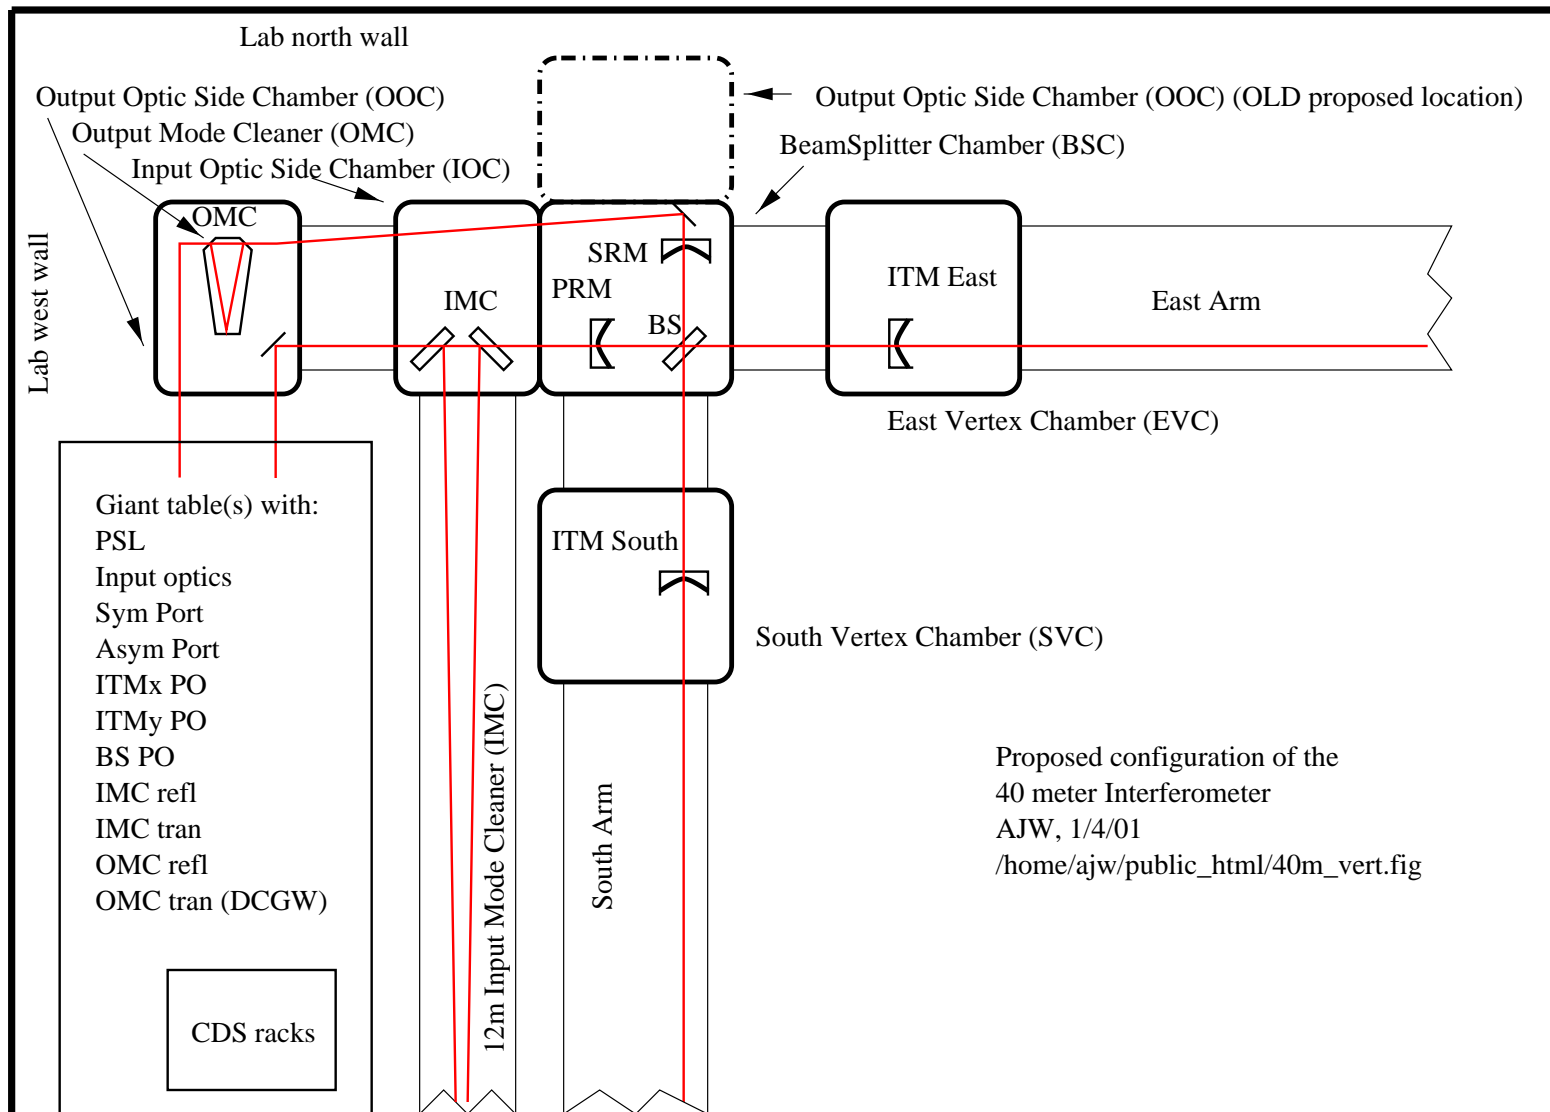 Lab north wall
Output Optic Side Chamber (OOC)
Output Optic Side Chamber (OOC) (OLD proposed location)
Output Mode Cleaner (OMC)
BeamSplitter Chamber (BSC)
Input Optic Side Chamber (IOC)
Lab west wall
OMC
SRM
ITM East
PRM
IMC
BS
East Arm
East Vertex Chamber (EVC)
Giant table(s) with:
PSL
Input optics
Sym Port
Asym Port
ITMx PO
ITMy PO
BS PO
IMC refl
IMC tran
OMC refl
OMC tran (DCGW)
CDS racks
12m Input Mode Cleaner (IMC)
ITM South
South Vertex Chamber (SVC)
South Arm
Proposed configuration of the
40 meter Interferometer
AJW, 1/4/01
/home/ajw/public_html/40m_vert.fig